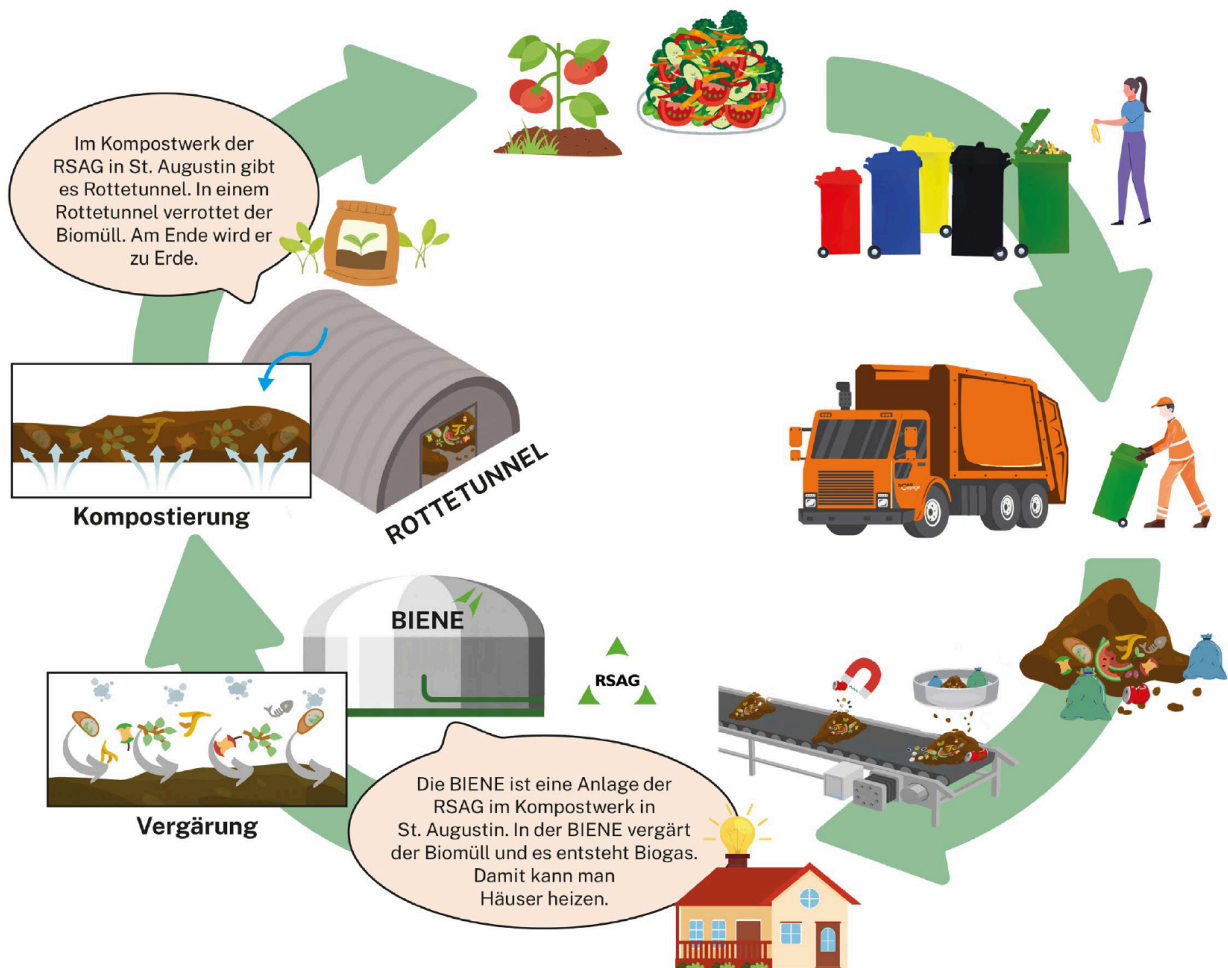 Im Kompostwerk der
RSAG in St. Augustin gibt
es Rottetunnel. In einem
Rottetunnel verrottet der
Biomüll. Am Ende wird er
zu Erde.
Kompostierung
ROTTETUNNEL
BIENE
RSAG
Vergärung
Die BIENE ist eine Anlage der
RSAG im Kompostwerk in
St. Augustin. In der BIENE vergärt
der Biomüll und es entsteht Biogas.
Damit kann man
Häuser heizen.